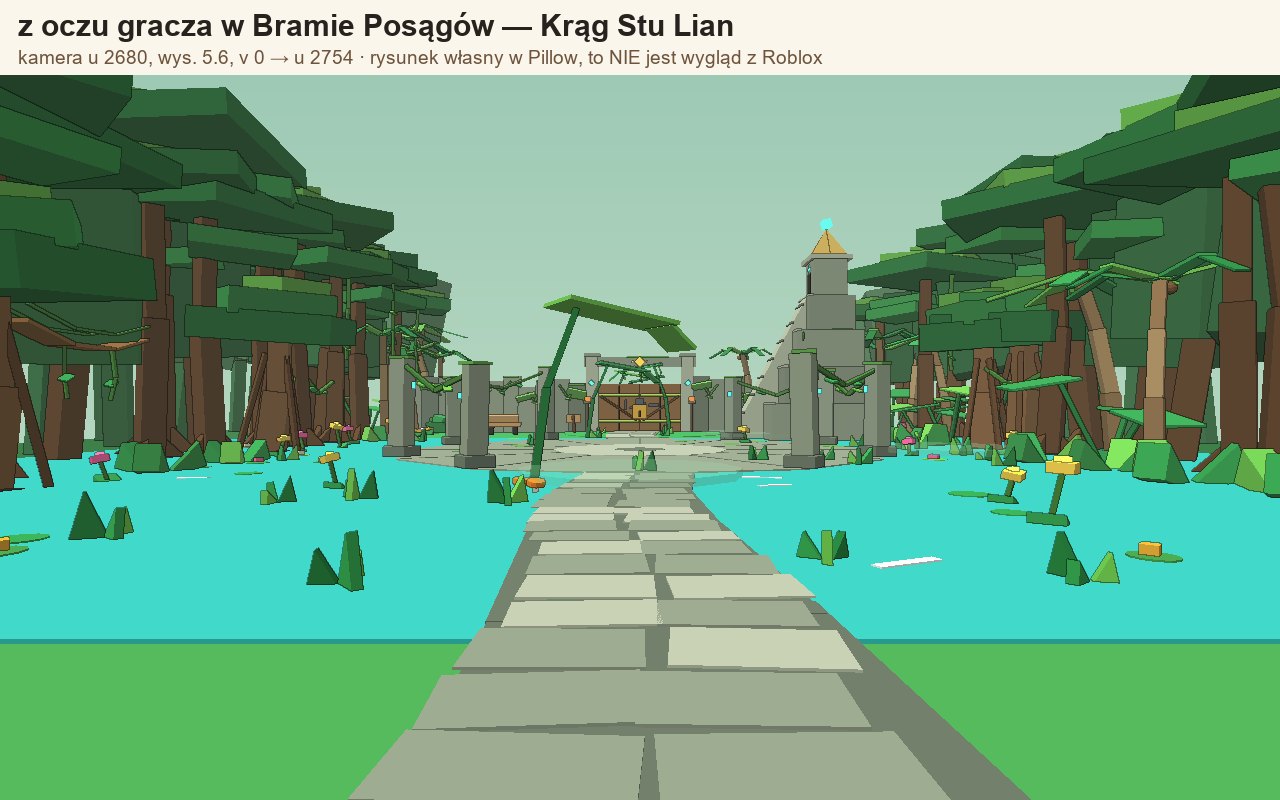 z oczu gracza w Bramie Posągów — Krąg Stu Lian
kamera u 2680, wys. 5.6, v 0 → u 2754 · rysunek własny w Pillow, to NIE jest wygląd z Roblox